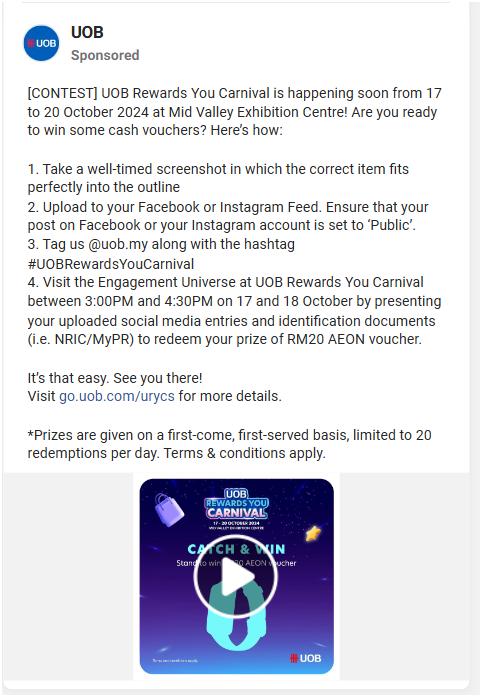 UOB
UOB
Sponsored
[CONTEST] UOB Rewards You Carnival is happening soon from 17
to 20 October 2024 at Mid Valley Exhibition Centre! Are you ready
to win some cash vouchers? Here’s how:
1. Take a well-timed screenshot in which the correct item fits
perfectly into the outline
2. Upload to your Facebook or Instagram Feed. Ensure that your
post on Facebook or your Instagram account is set to ‘Public’.
3. Tag us @uob.my along with the hashtag
#UOBRewardsYouCarnival
4. Visit the Engagement Universe at UOB Rewards You Carnival
between 3:00PM and 4:30PM on 17 and 18 October by presenting
your uploaded social media entries and identification documents
(i.e. NRIC/MyPR) to redeem your prize of RM20 AEON voucher.
It’s that easy. See you there!
Visit go.uob.com/urycs for more details.
*Prizes are given on a first-come, first-served basis, limited to 20
redemptions per day. Terms & conditions apply.
UOB
REWARDS YOU
CARNIVAL
17 - 20 OCTOBER 2024
MID VALLEY EXHIBITION CENTRE
CATCH & WIN
Stand to win 20 AEON voucher
Terms and conditions apply.
UOB